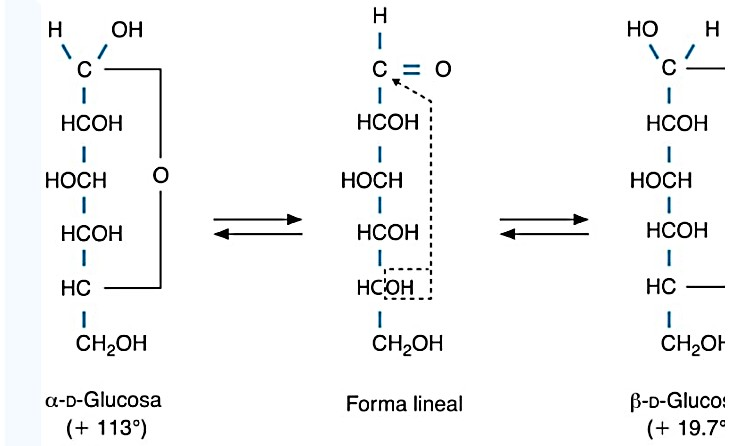 H OH
C
HCOH
HOCH
O
HCOH
HC
CH₂OH
α-D-Glucosa
(+ 113°)
H
C = O
HCOH
HOCH
HCOH
HCOH
CH₂OH
Forma lineal
HO H
C
HCOH
HOCH
HCOH
HC
β-D-
(+ 19.7°